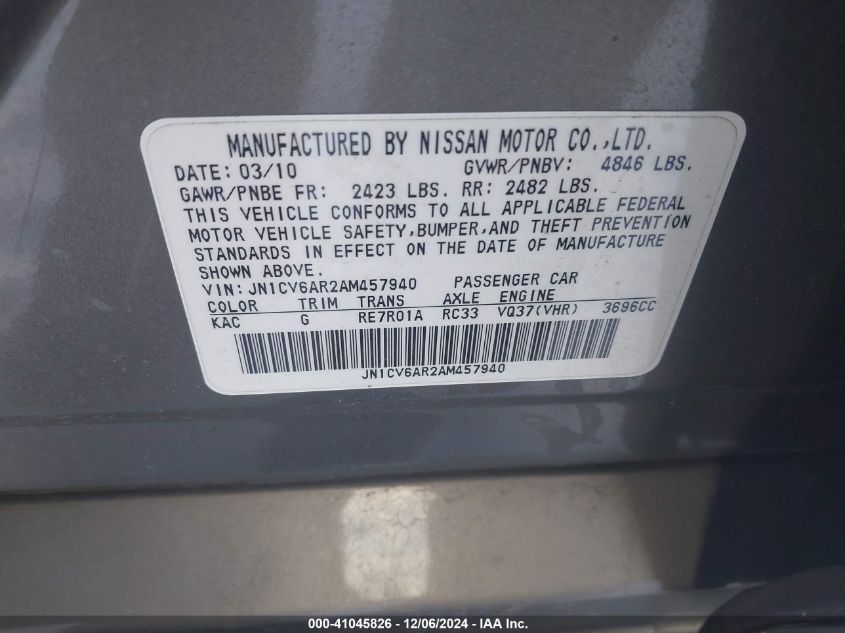 MANUFACTURED BY NISSAN MOTOR CO.,LTD.
DATE: 03/10 GVWR/PNBV: 4846 LBS.
GAWR/PNBE FR: 2423 LBS. RR: 2482 LBS.
THIS VEHICLE CONFORMS TO ALL APPLICABLE FEDERAL
MOTOR VEHICLE SAFETY,BUMPER,AND THEFT PREVENTION
STANDARDS IN EFFECT ON THE DATE OF MANUFACTURE
SHOWN ABOVE.
VIN: JN1CV6AR2AM457940 PASSENGER CAR
COLOR TRIM TRANS AXLE ENGINE
KAC G RE7R01A RC33 VQ37(VHR) 3696CC
JN1CV6AR2AM457940
000-41045826 - 12/06/2024 - IAAI.com